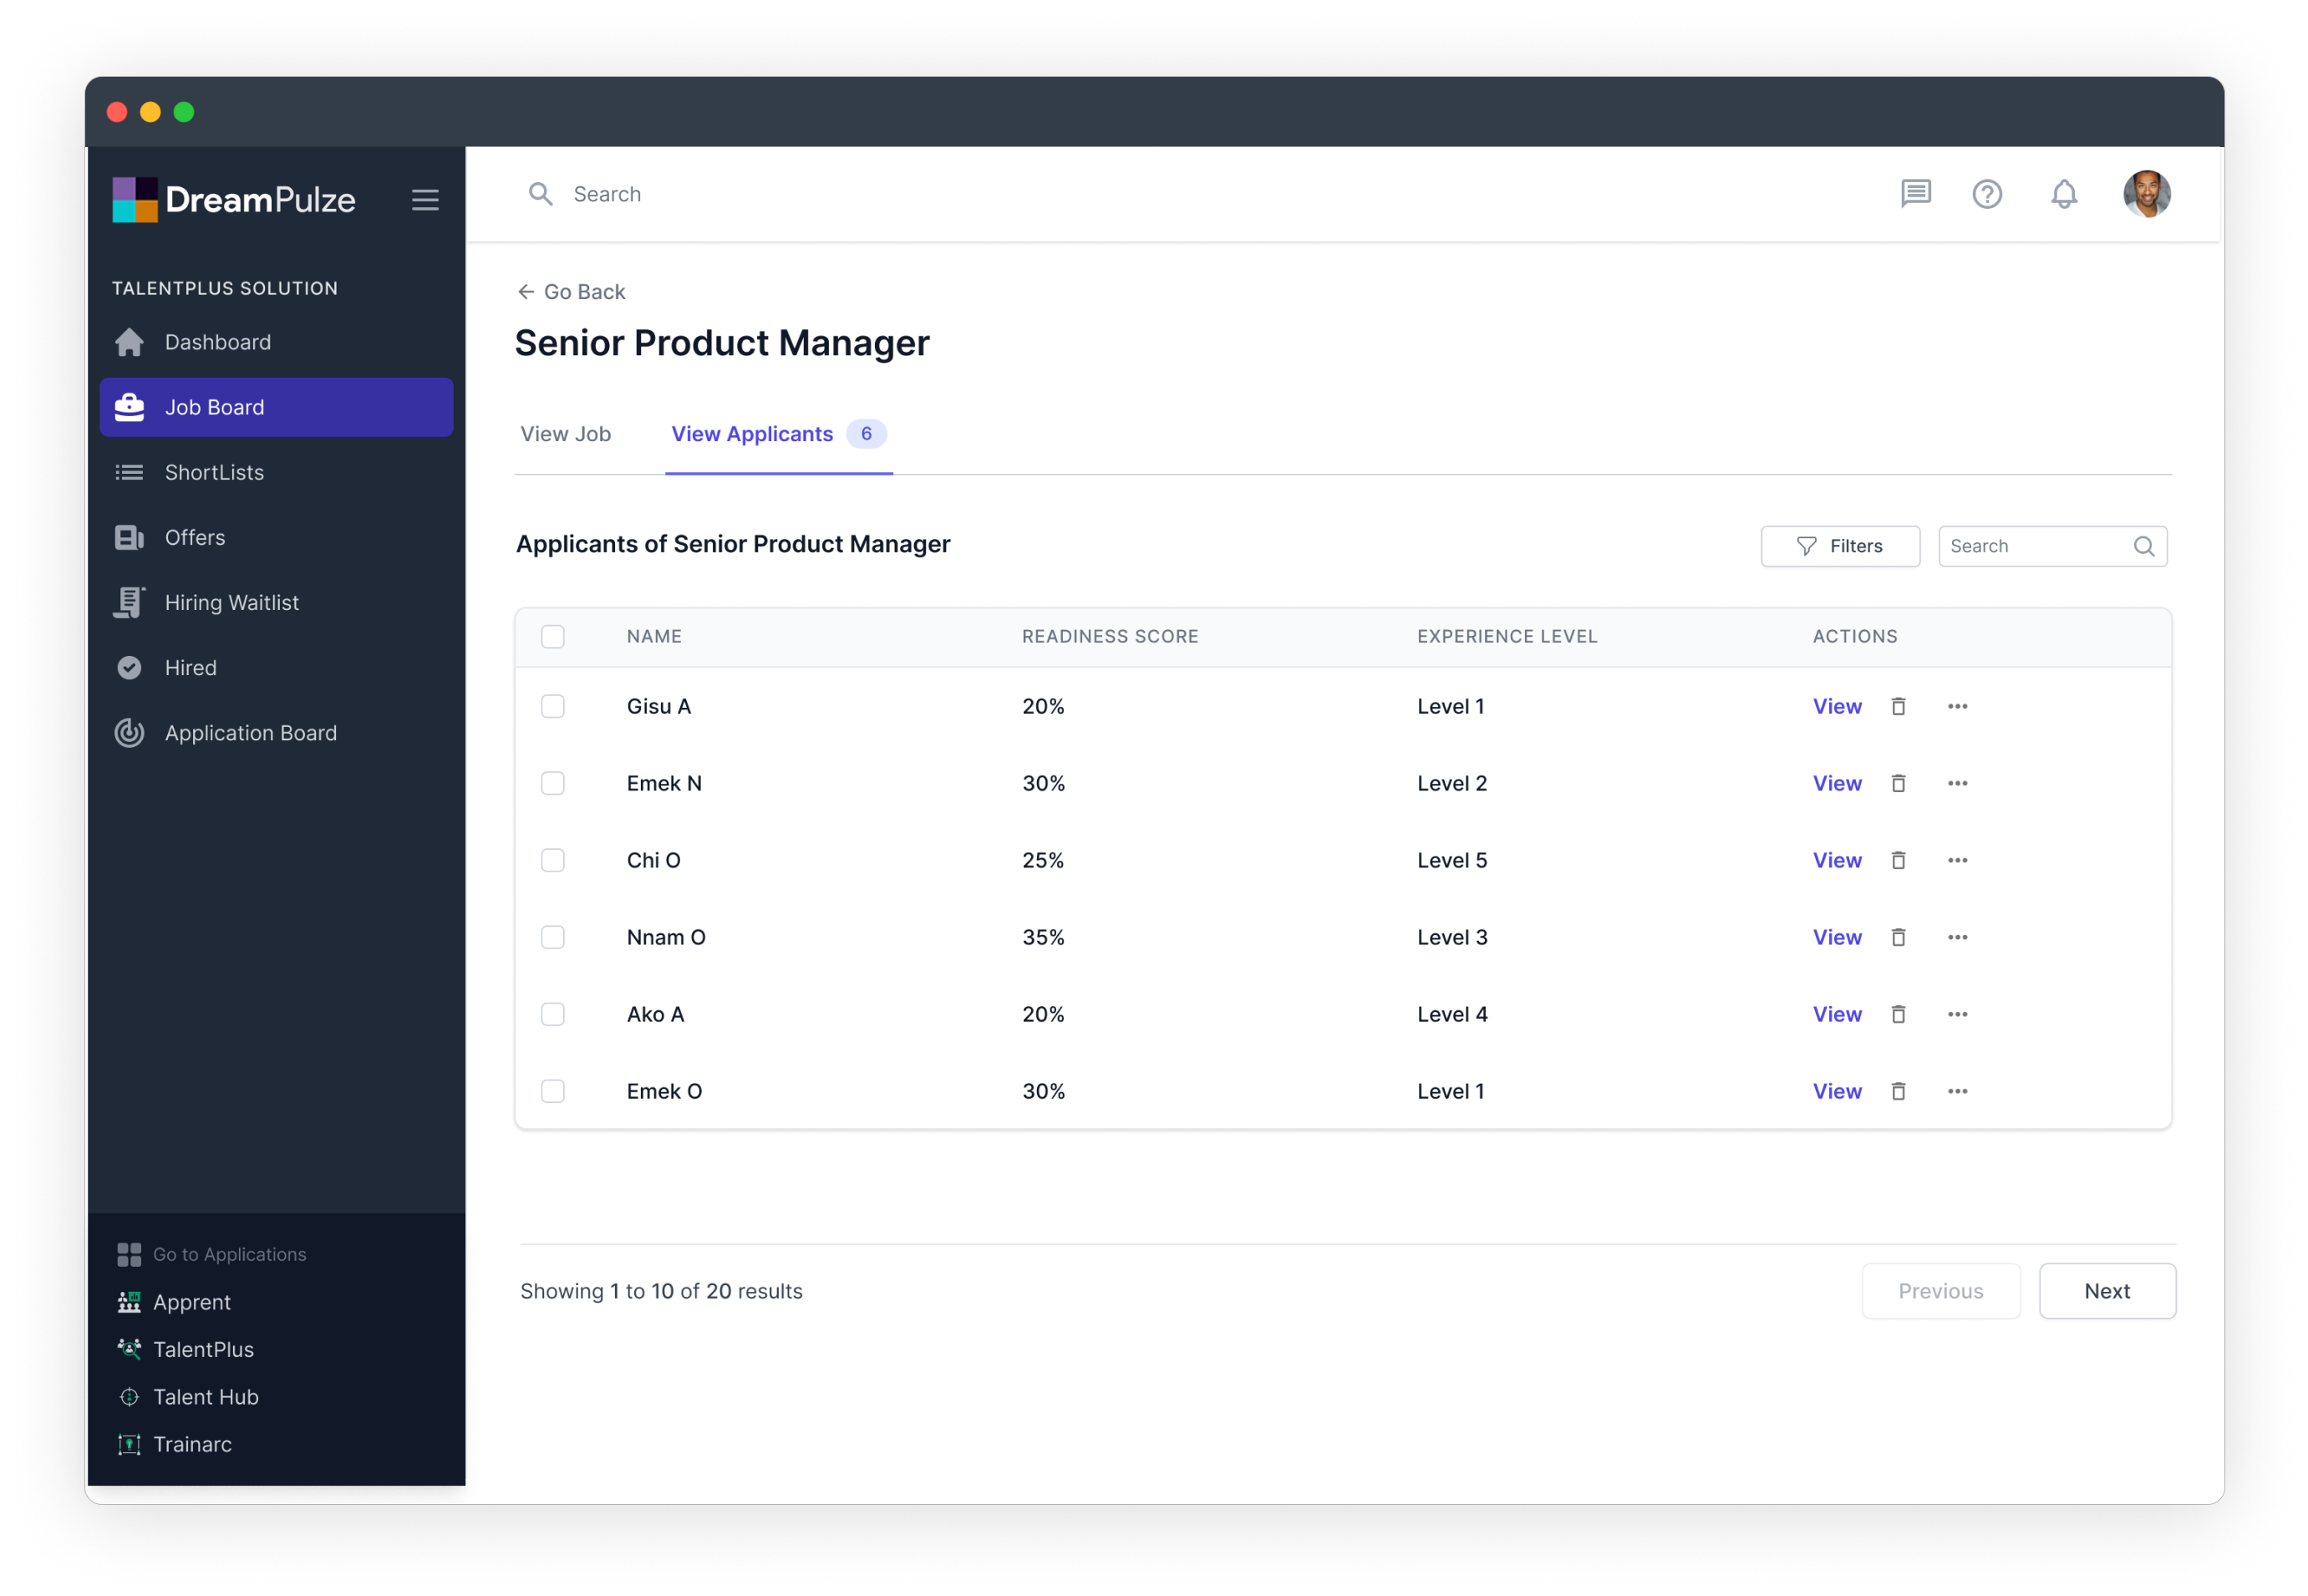 DreamPulze
Search
TALENTPLUS SOLUTION
Dashboard
Job Board
ShortLists
Offers
Hiring Waitlist
Hired
Application Board
Go to Applications
Apprent
TalentPlus
Talent Hub
Trainarc
Go Back
Senior Product Manager
View Job View Applicants 6
Applicants of Senior Product Manager Filters Search
NAME READINESS SCORE EXPERIENCE LEVEL ACTIONS
Gisu A 20% Level 1 View
Emek N 30% Level 2 View
Chi O 25% Level 5 View
Nnam O 35% Level 3 View
Ako A 20% Level 4 View
Emek O 30% Level 1 View
Showing 1 to 10 of 20 results Previous Next